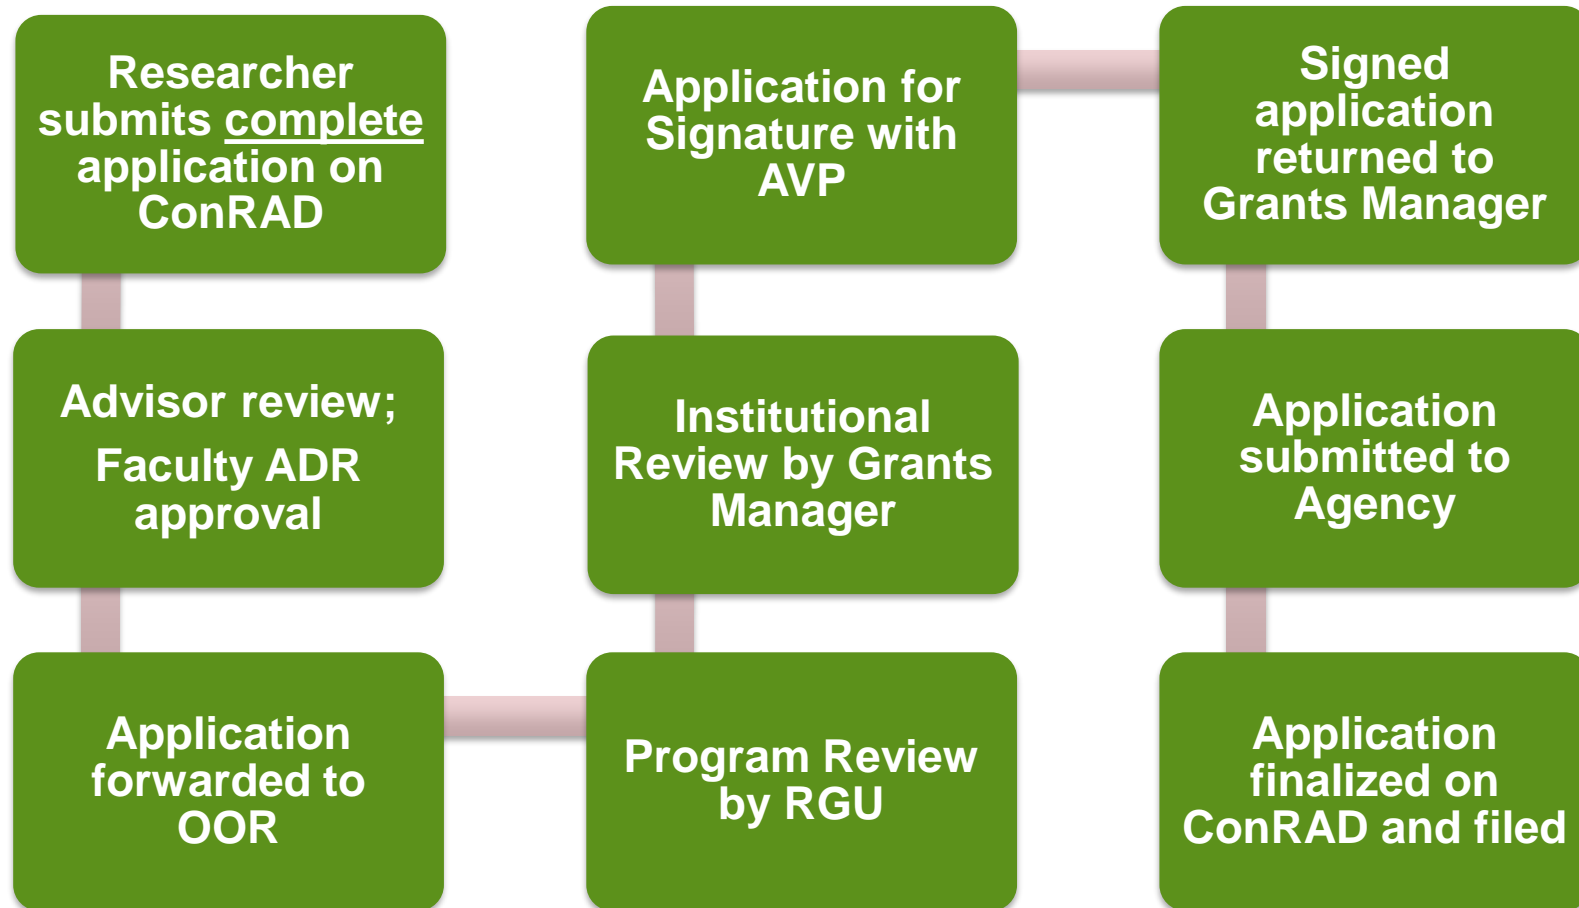 Researcher
submits complete
application on
ConRAD
Advisor review;
Faculty ADR
approval
Application
forwarded to
OOR
Program Review
by RGU
Institutional
Review by Grants
Manager
Application for
Signature with
AVP
Signed
application
returned to
Grants Manager
Application
submitted to
Agency
Application
finalized on
ConRAD and filed